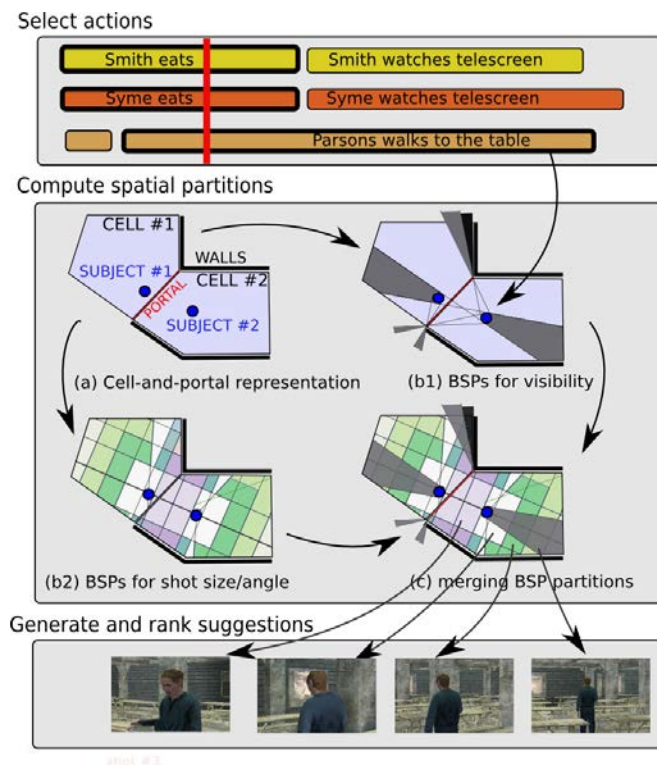 Select actions
Smith eats
Smith watches telescreen
Syme eats
Syme watches telescreen
Parsons walks to the table
Compute spatial partitions
CELL #1
WALLS
CELL #2
SUBJECT #1
PORTAL
SUBJECT #2
(a) Cell-and-portal representation
(b1) BSPs for visibility
(b2) BSPs for shot size/angle
(c) merging BSP partitions
Generate and rank suggestions
shot #3